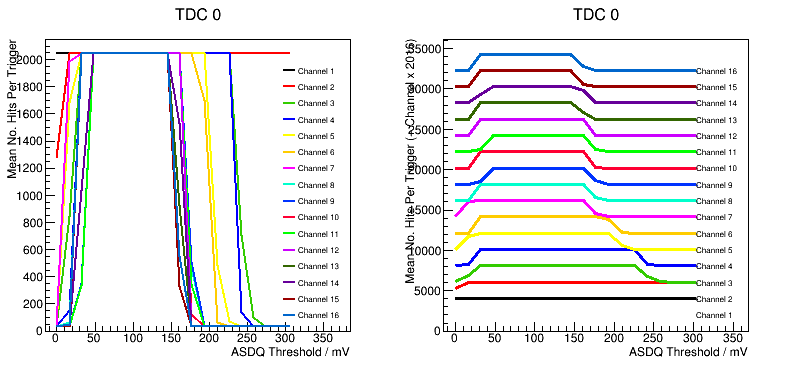 TDC 0
Mean No. Hits Per Trigger
2000
1800
1600
1400
1200
1000
800
600
400
200
0
0 50 100 150 200 250 300 350
ASDQ Threshold / mV
Channel 1
Channel 2
Channel 3
Channel 4
Channel 5
Channel 6
Channel 7
Channel 8
Channel 9
Channel 10
Channel 11
Channel 12
Channel 13
Channel 14
Channel 15
Channel 16
TDC 0
Mean No. Hits Per Trigger (+ Channel x 2016)
35000
30000
25000
20000
15000
10000
5000
0
0 50 100 150 200 250 300 350
ASDQ Threshold / mV
Channel 16
Channel 15
Channel 14
Channel 13
Channel 12
Channel 11
Channel 10
Channel 9
Channel 8
Channel 7
Channel 6
Channel 5
Channel 4
Channel 3
Channel 2
Channel 1